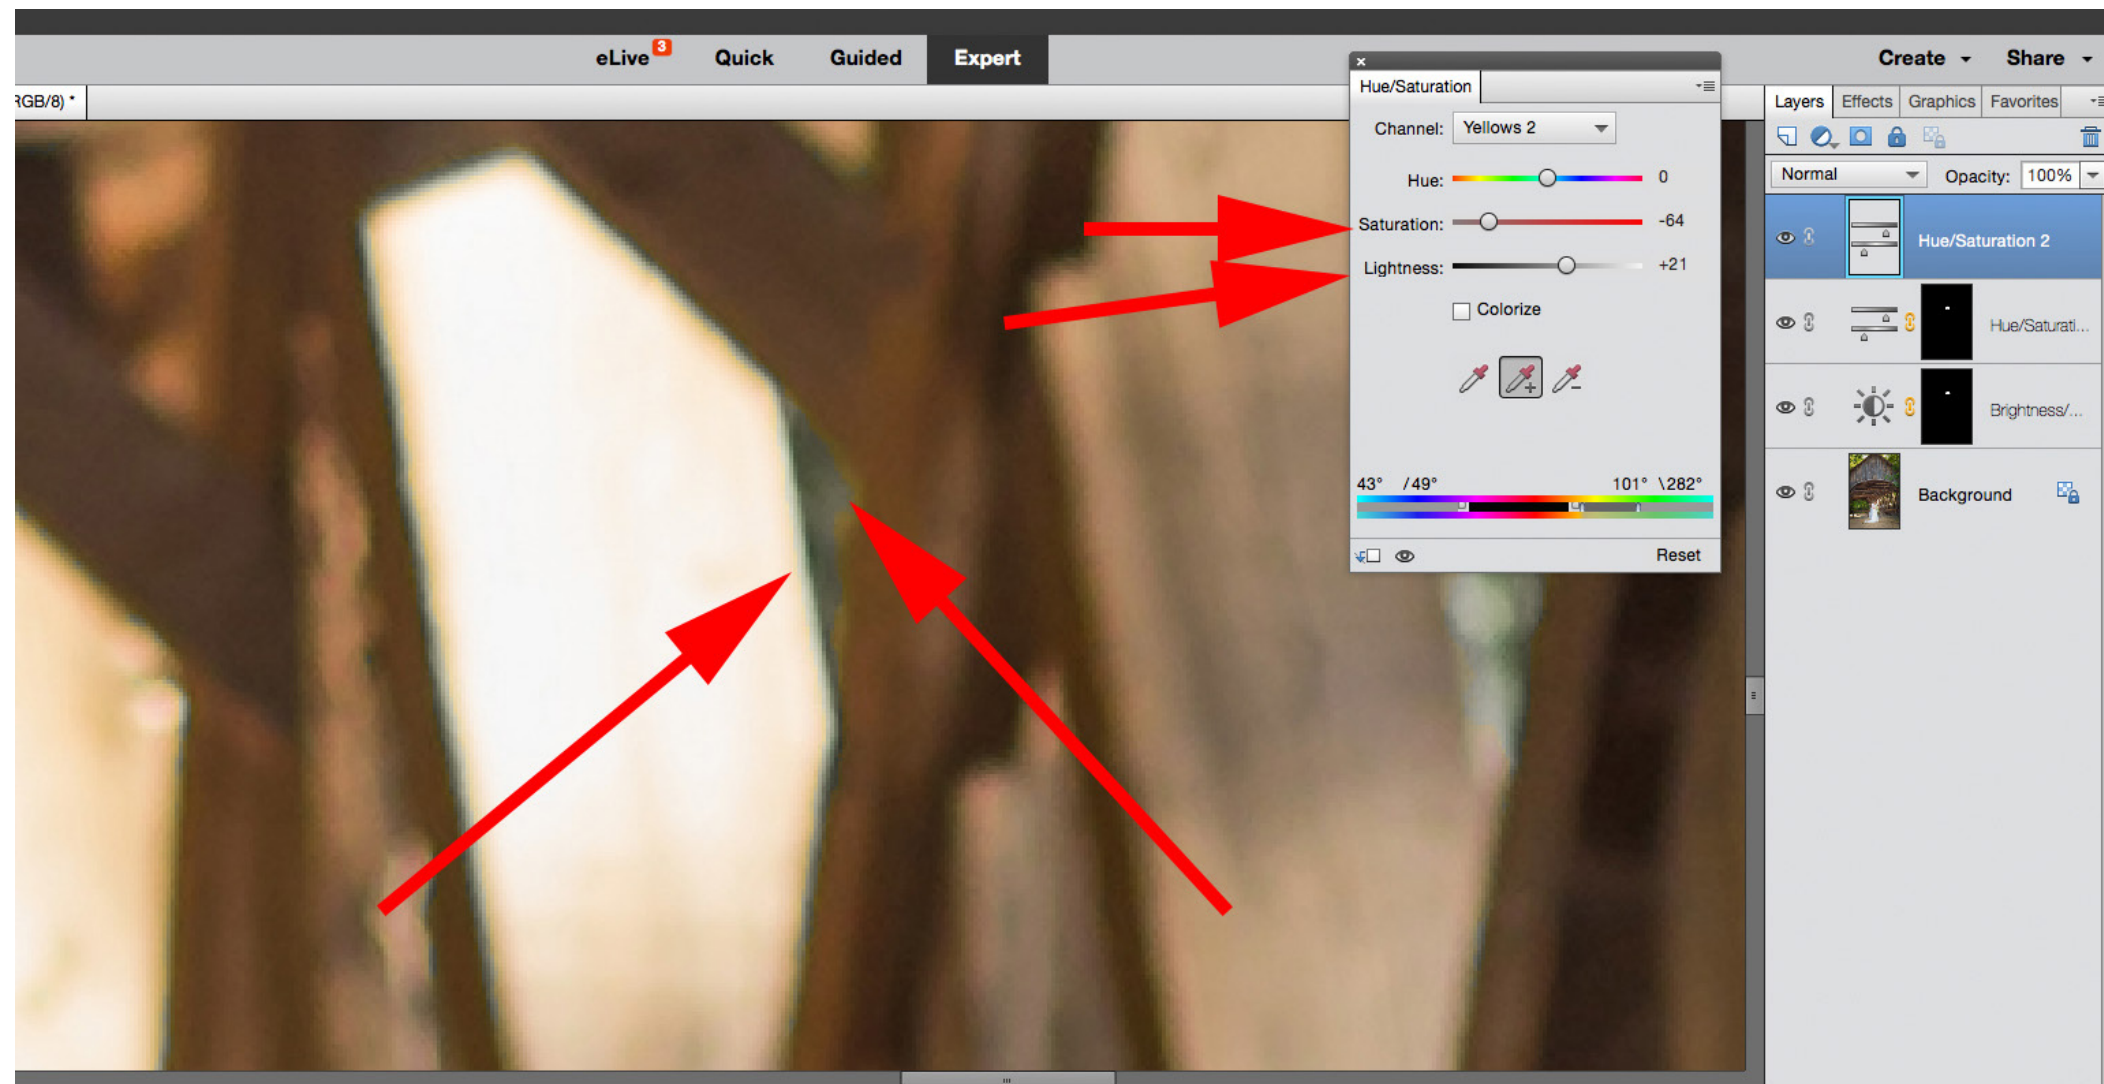 eLive 3 Quick Guided Expert Create Share
RGB/8) *
Hue/Saturation
Channel: Yellows 2
Hue: 0
Saturation: -64
Lightness: +21
Colorize
43° /49° 101° \282°
Reset
Layers Effects Graphics Favorites
Normal Opacity: 100%
Hue/Saturation 2
Hue/Saturati...
Brightness/...
Background